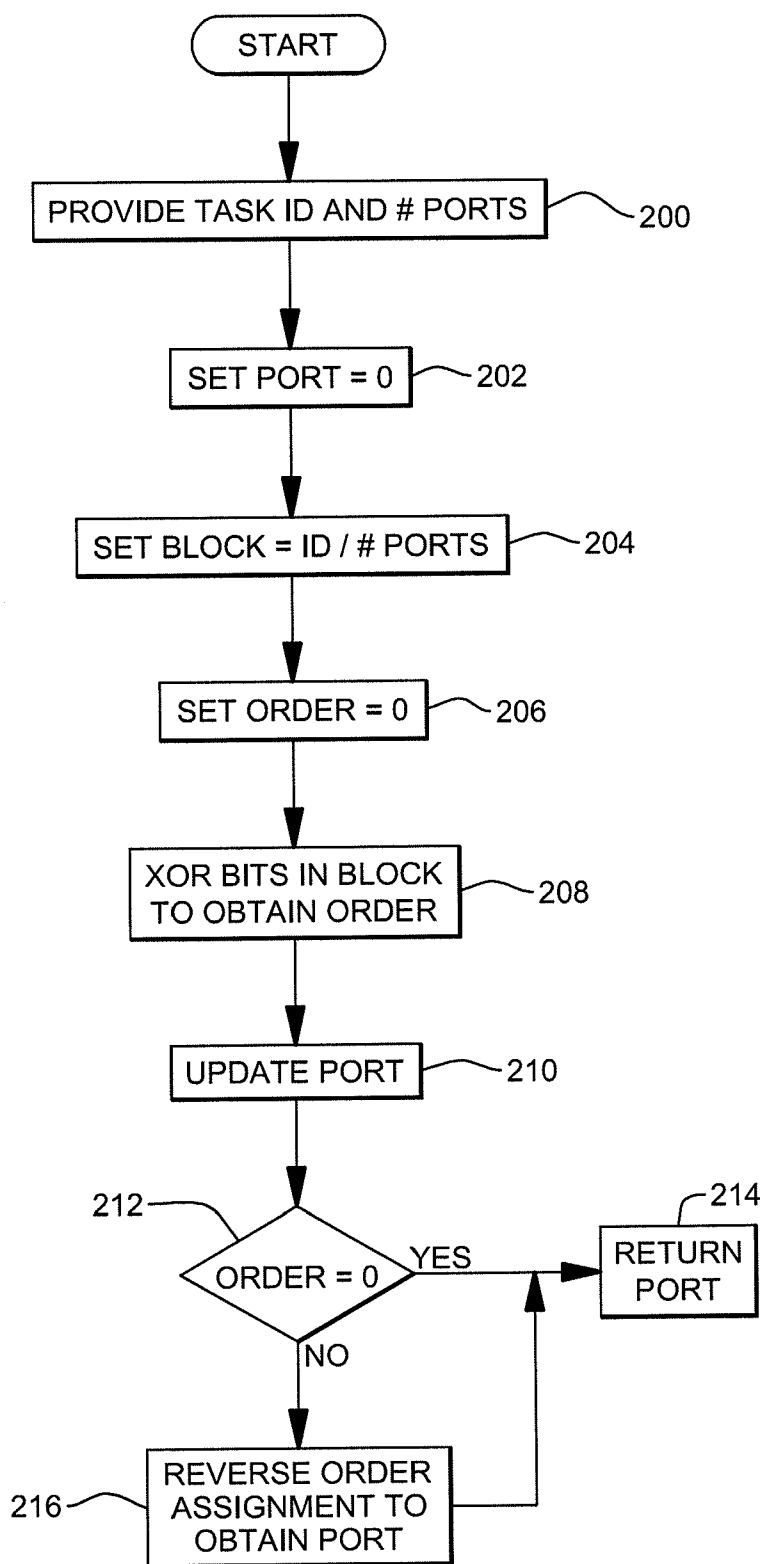 START
PROVIDE TASK ID AND # PORTS
200
SET PORT = 0
202
SET BLOCK = ID / # PORTS
204
SET ORDER = 0
206
XOR BITS IN BLOCK
TO OBTAIN ORDER
208
UPDATE PORT
210
212
ORDER = 0
YES
214
RETURN
PORT
NO
216
REVERSE ORDER
ASSIGNMENT TO
OBTAIN PORT